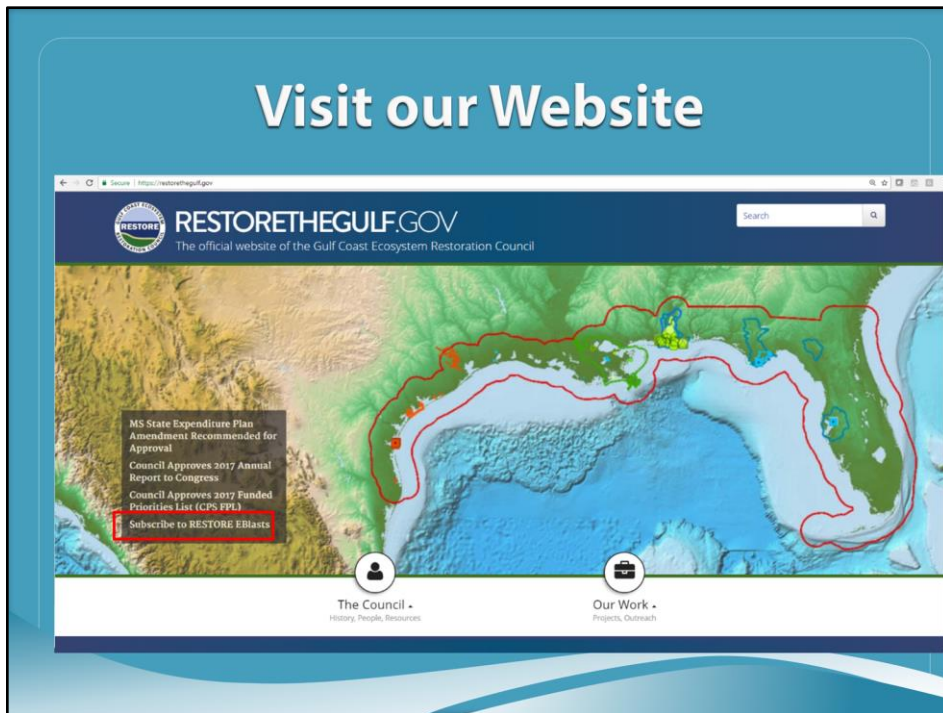 Visit our Website
Secure | https://restorethegulf.gov
RESTORE
RESTORETHEGULF.GOV
The official website of the Gulf Coast Ecosystem Restoration Council
Search
MS State Expenditure Plan
Amendment Recommended for
Approval
Council Approves 2017 Annual
Report to Congress
Council Approves 2017 Funded
Priorities List (CPS FPL)
Subscribe to RESTORE EBlasts
The Council
History, People, Resources
Our Work
Projects, Outreach